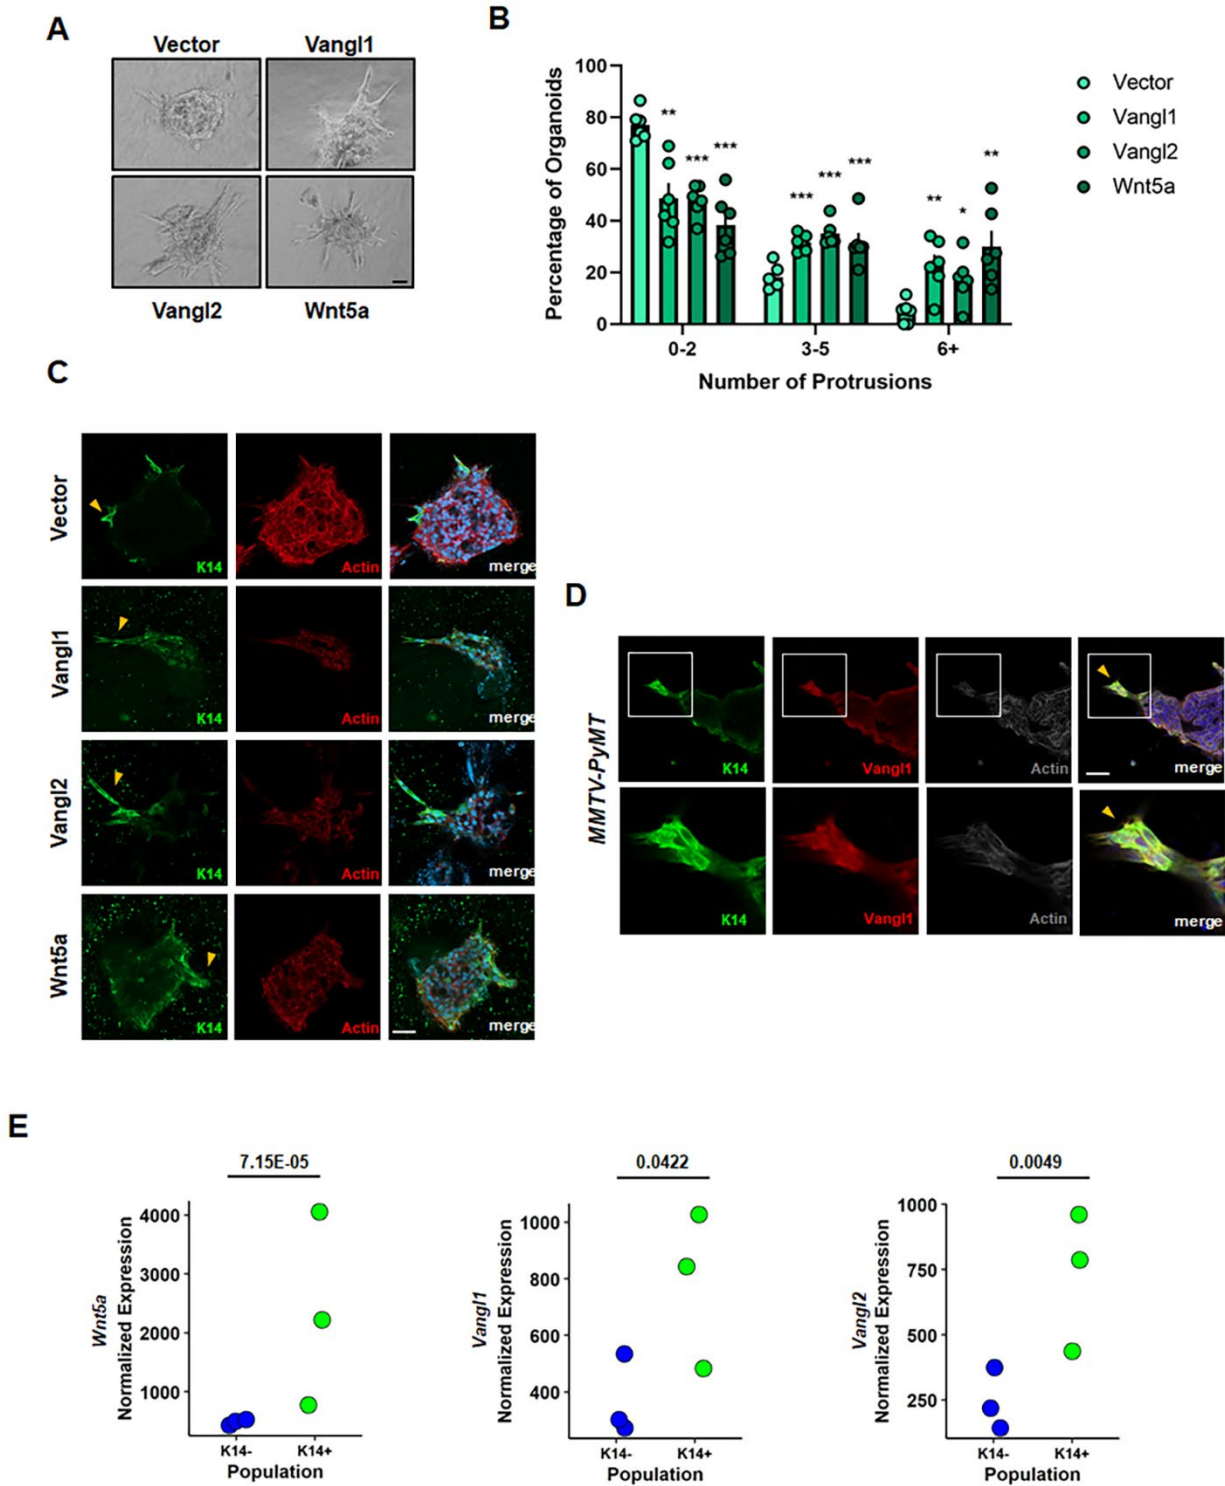 A
Vector Vangl1
Vangl2 Wnt5a
B
Percentage of Organoids
100
80
60
40
20
0
** *** ***
*** *** ***
** * **
0-2 3-5 6+
Number of Protrusions
Vector
Vangl1
Vangl2
Wnt5a
C
Vector
K14 Actin merge
Vangl1
K14 Actin merge
Vangl2
K14 Actin merge
Wnt5a
K14 Actin merge
D
MMTV-PyMT
K14 Vangl1 Actin merge
K14 Vangl1 Actin merge
E
7.15E-05
Wnt5a
Normalized Expression
4000
3000
2000
1000
K14- K14+
Population
0.0422
Vangl1
Normalized Expression
1000
800
600
400
K14- K14+
Population
0.0049
Vangl2
Normalized Expression
1000
750
500
250
K14- K14+
Population